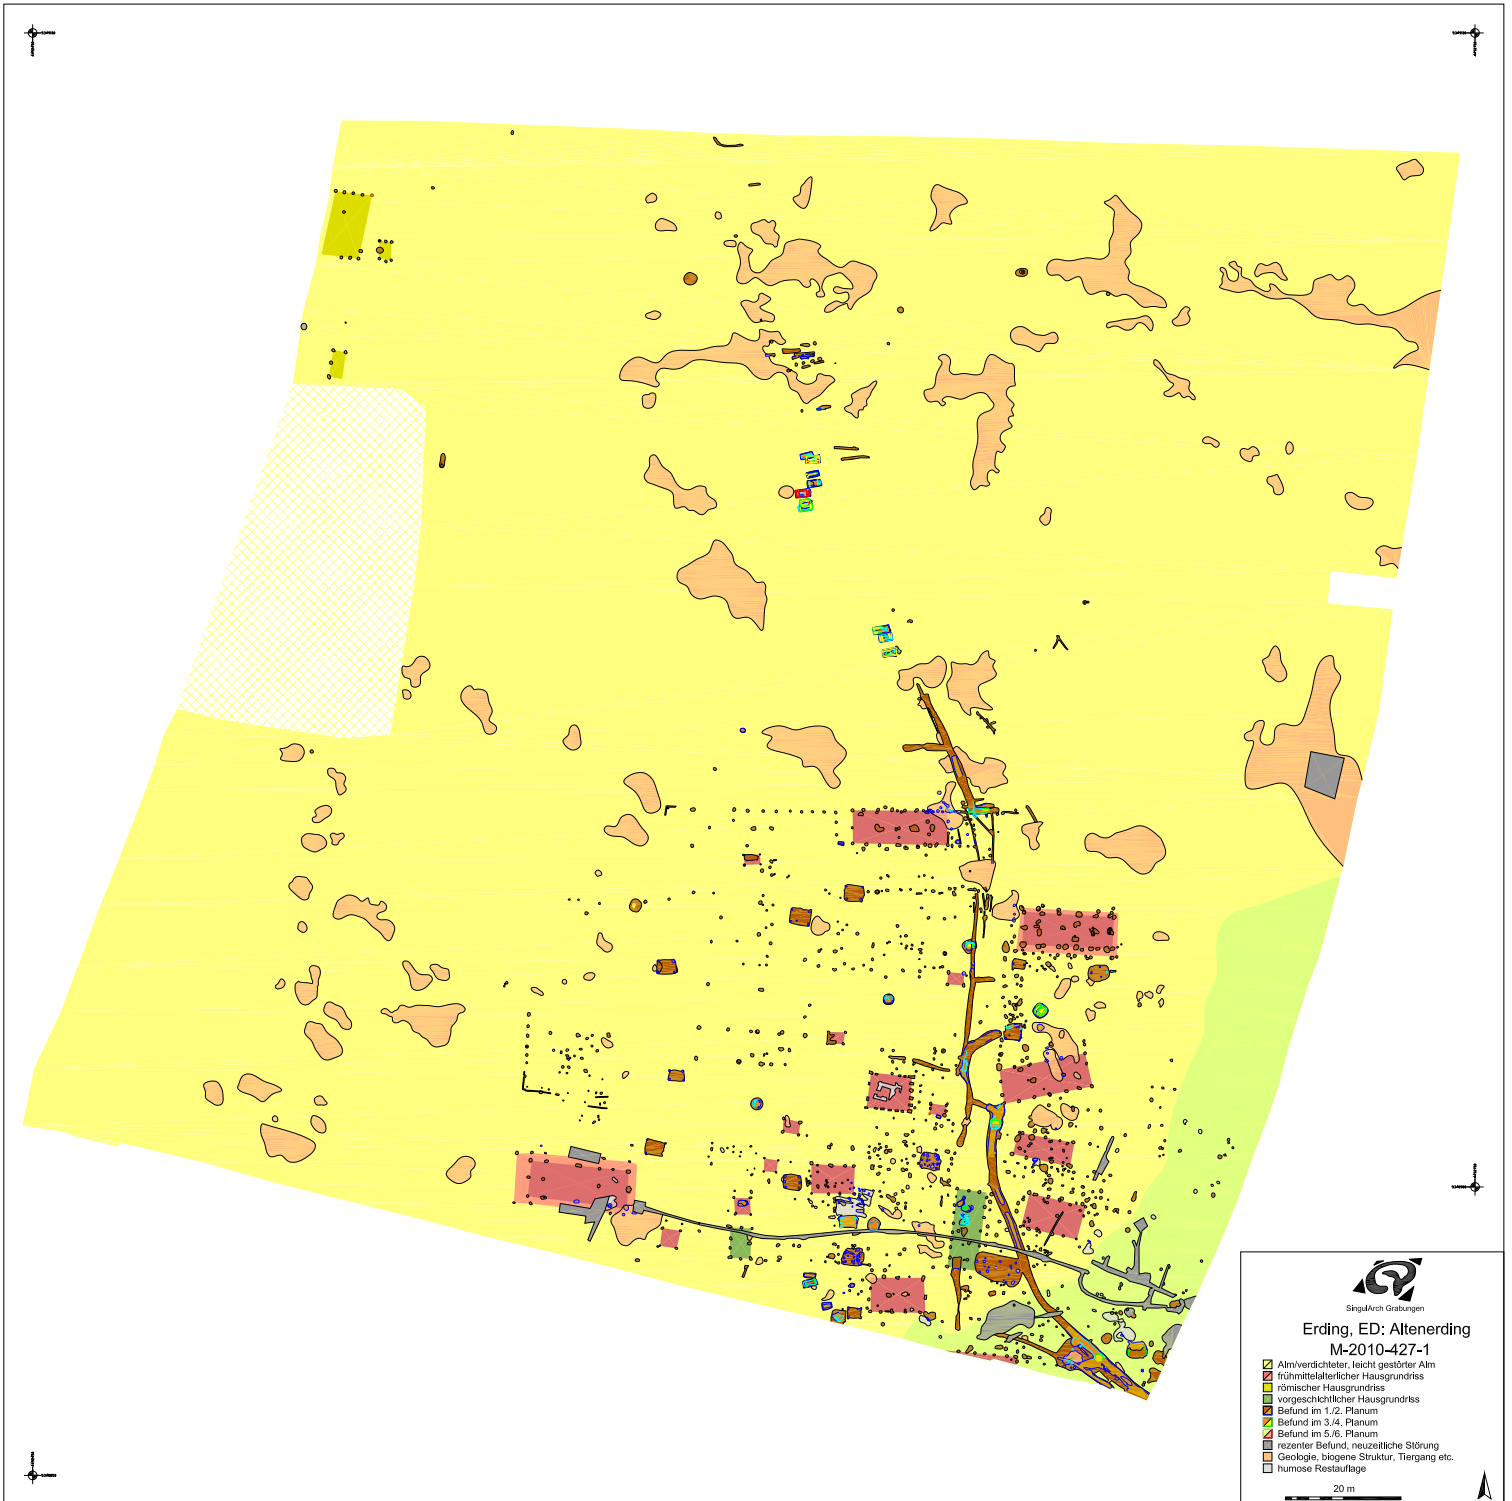 SingulArch Grabungen
Erding, ED: Altenerding
M-2010-427-1
Alm/verdichteter, leicht gestörter Alm
frühmittelalterlicher Hausgrundriss
römischer Hausgrundriss
vorgeschichtlicher Hausgrundriss
Befund im 1./2. Planum
Befund im 3./4. Planum
Befund im 5./6. Planum
rezenter Befund, neuzeitliche Störung
Geologie, biogene Struktur, Tiergang etc.
humose Restauflage
20 m